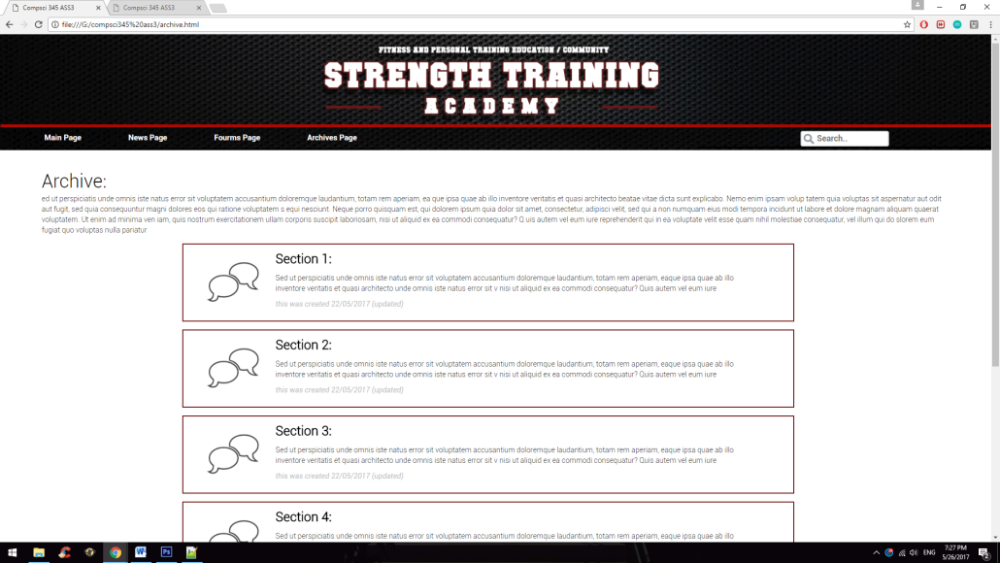 Compsci 345 ASS3
Compsci 345 ASS3
file:///G:/compsci345%20ass3/archive.html
FITNESS AND PERSONAL TRAINING EDUCATION / COMMUNITY
STRENGTH TRAINING
ACADEMY
Main Page News Page Fourms Page Archives Page Search..
Archive:
ed ut perspiciatis unde omnis iste natus error sit voluptatem accusantium doloremque laudantium, totam rem aperiam, ea que ipsa quae ab illo inventore veritatis et quasi architecto beatae vitae dicta sunt explicabo. Nemo enim ipsam volup tatem quia voluptas sit aspernatur aut odit
aut fugit, sed quia consequuntur magni dolores eos qui ratione voluptatem s equi nesciunt. Neque porro quisquam est, qui dolorem ipsum quia dolor sit amet, consectetur, adipisci velit, sed qui a non numquam eius modi tempora incidunt ut labore et dolore magnam aliquam quaerat
voluptatem. Ut enim ad minima ven iam, quis nostrum exercitationem ullam corporis suscipit laboriosam, nisi ut aliquid ex ea commodi consequatur? Q uis autem vel eum iure reprehenderit qui in ea voluptate velit esse quam nihil molestiae consequatur, vel illum qui do slorem eum
fugiat quo voluptas nulla pariatur
Section 1:
Sed ut perspiciatis unde omnis iste natus error sit voluptatem accusantium doloremque laudantium, totam rem aperiam, eaque ipsa quae ab illo
inventore veritatis et quasi architecto unde omnis iste natus error sit v nisi ut aliquid ex ea commodi consequatur? Quis autem vel eum iure
this was created 22/05/2017 (updated)
Section 2:
Sed ut perspiciatis unde omnis iste natus error sit voluptatem accusantium doloremque laudantium, totam rem aperiam, eaque ipsa quae ab illo
inventore veritatis et quasi architecto unde omnis iste natus error sit v nisi ut aliquid ex ea commodi consequatur? Quis autem vel eum iure
this was created 22/05/2017 (updated)
Section 3:
Sed ut perspiciatis unde omnis iste natus error sit voluptatem accusantium doloremque laudantium, totam rem aperiam, eaque ipsa quae ab illo
inventore veritatis et quasi architecto unde omnis iste natus error sit v nisi ut aliquid ex ea commodi consequatur? Quis autem vel eum iure
this was created 22/05/2017 (updated)
Section 4:
Sed ut perspiciatis unde omnis iste natus error sit voluptatem accusantium doloremque laudantium, totam rem aperiam, eaque ipsa quae ab illo
ENG
7:27 PM
5/26/2017